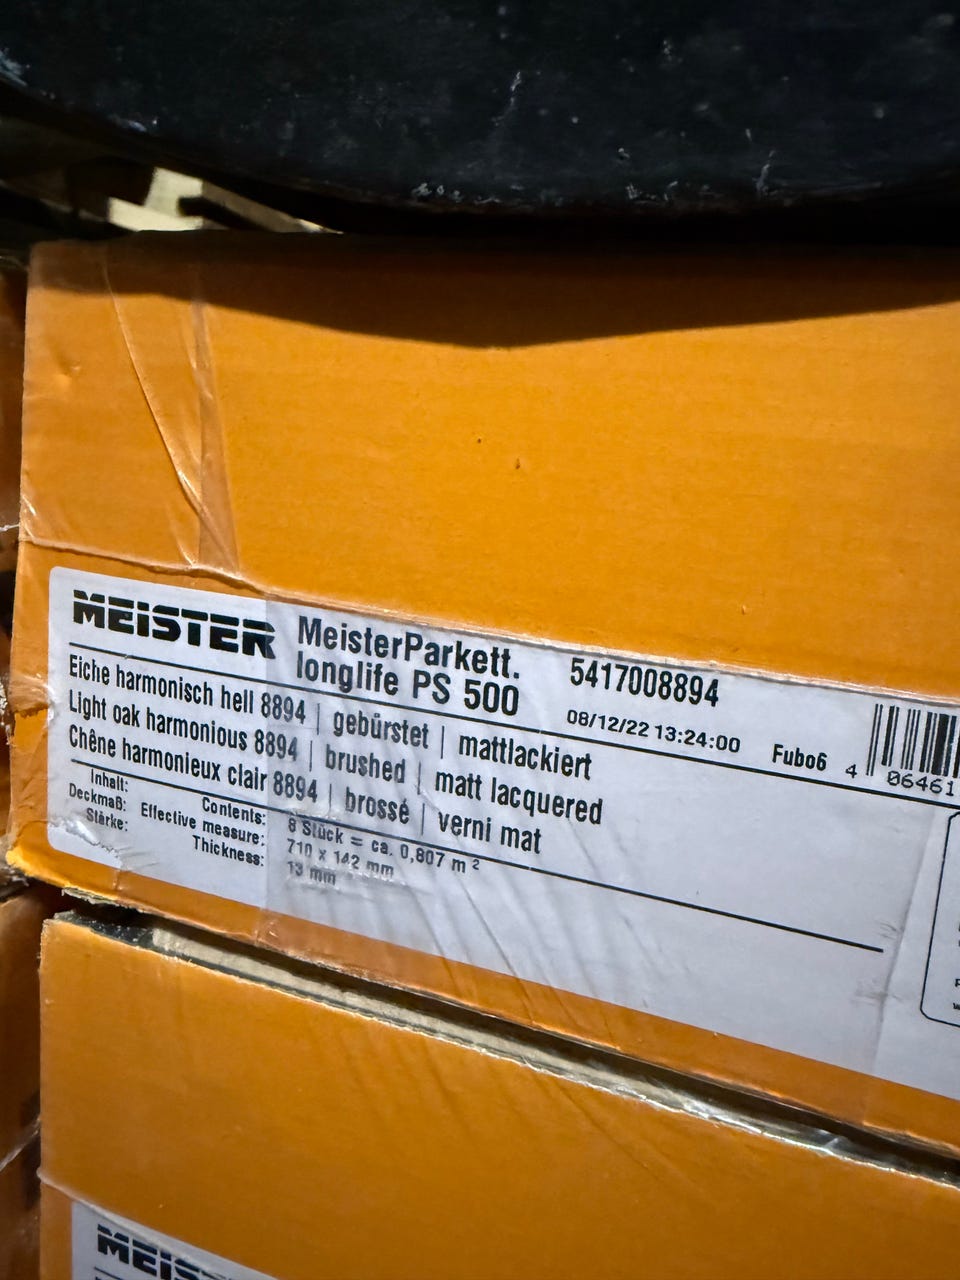 MEISTER
MeisterParkett.
longlife PS 500
5417008894
08/12/22 13:24:00 Fubo6
4 06461
Eiche harmonisch hell 8894 | gebürstet | mattlackiert
Light oak harmonious 8894 | brushed | matt lacquered
Chêne harmonieux clair 8894 | brossé | verni mat
Inhalt: Contents: 8 Stück = ca. 0,807 m²
Deckmaß: Effective measure: 710 x 142 mm
Stärke: Thickness: 13 mm
MEISTER